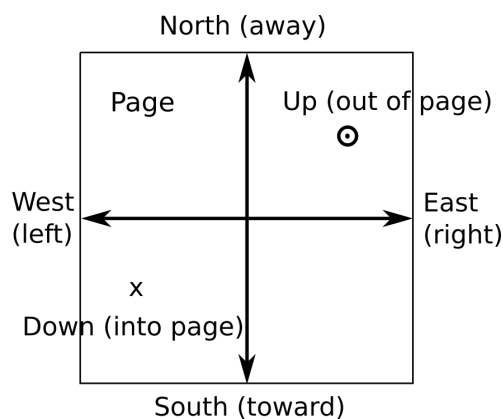 North (away)
Page
Up (out of page)
West
(left)
East
(right)
x
Down (into page)
South (toward)